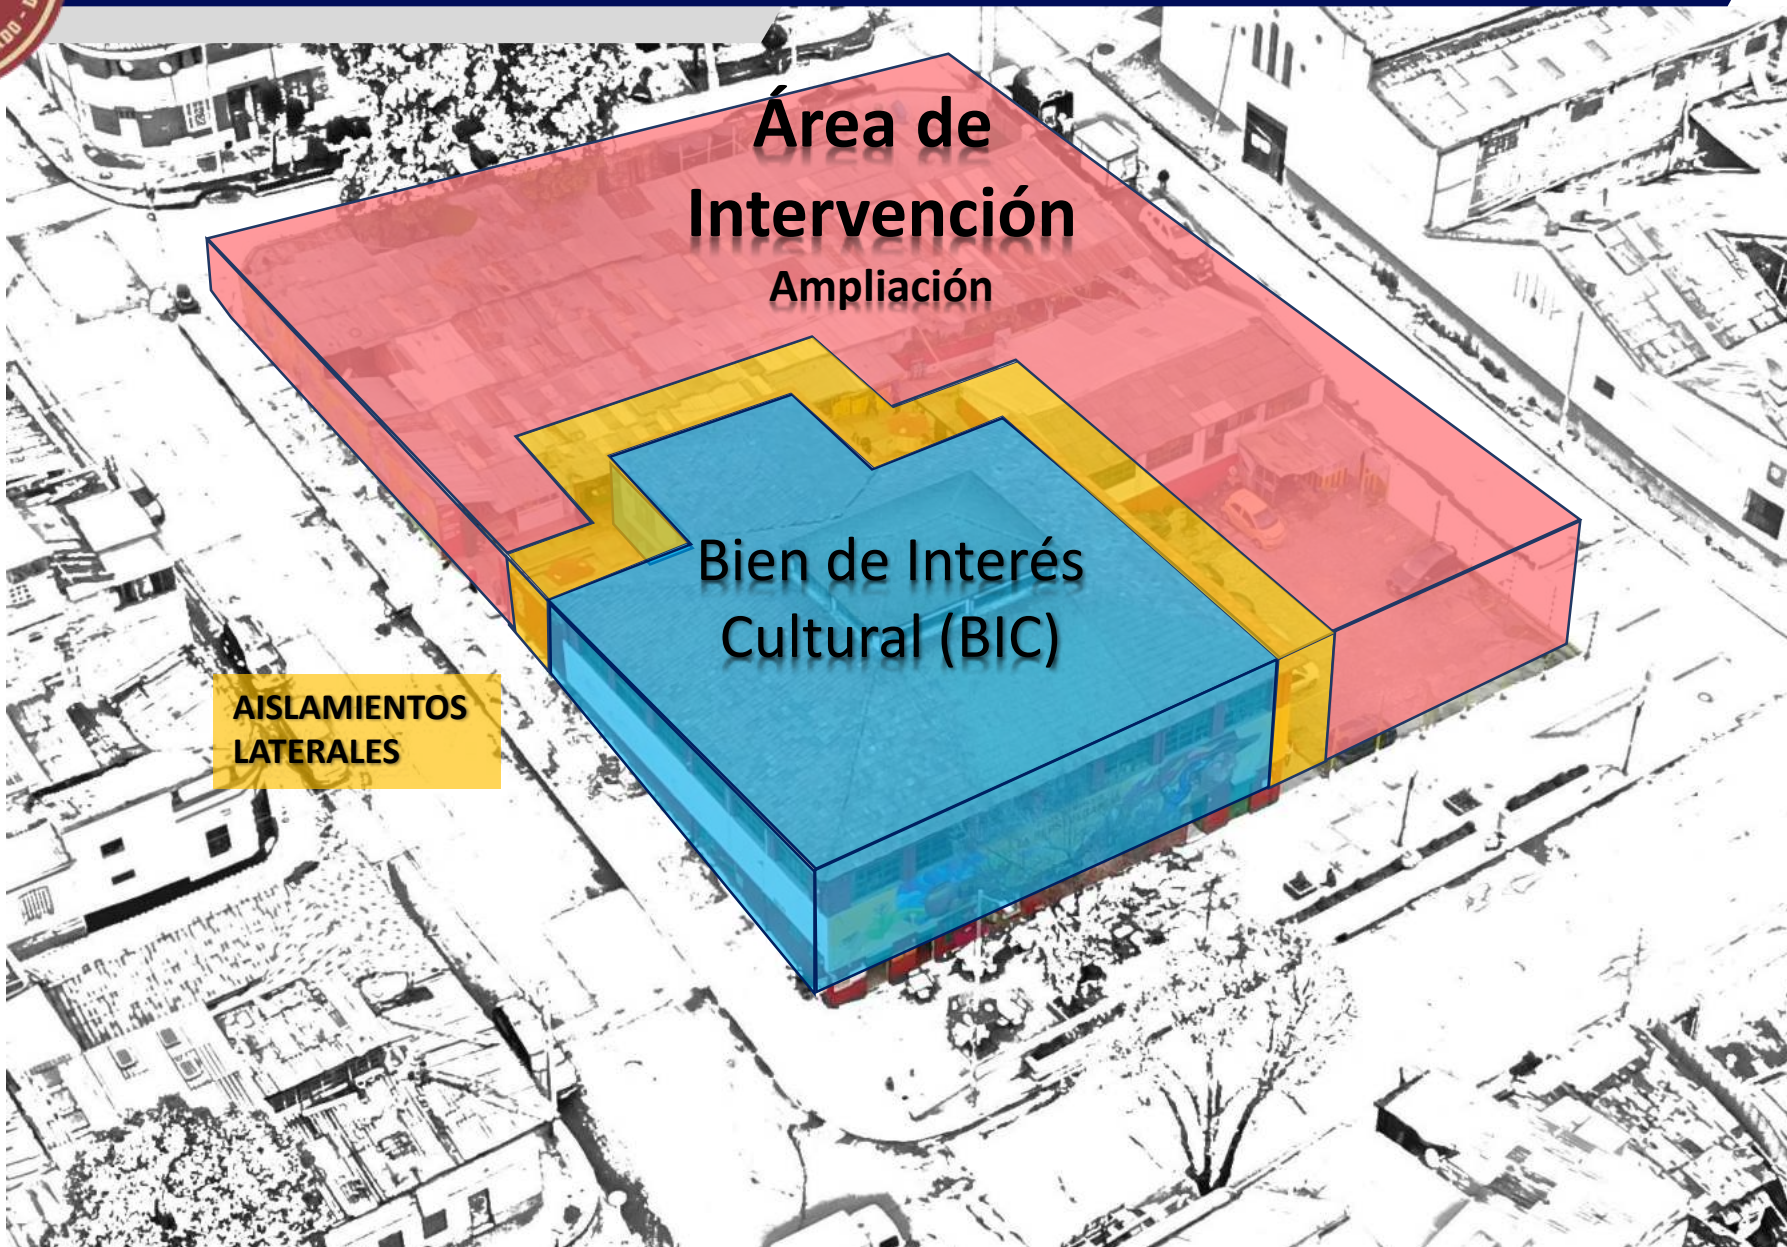 Área de
Intervención
Ampliación
Bien de Interés
Cultural (BIC)
AISLAMIENTOS
LATERALES